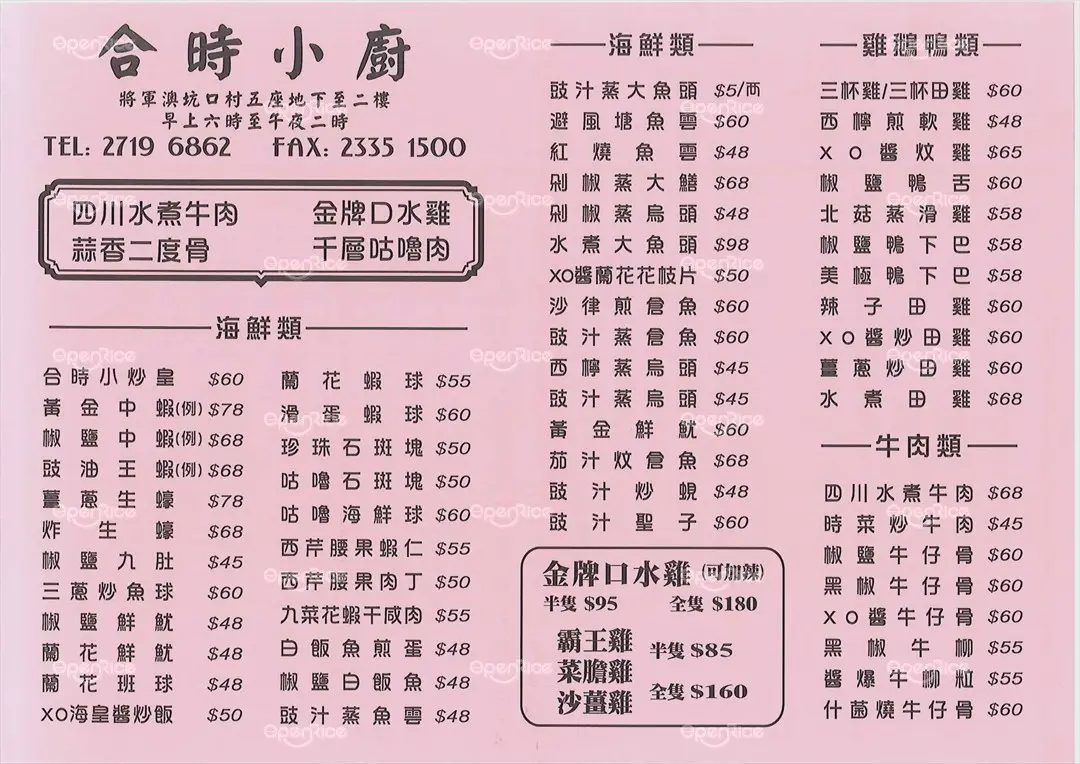 合時小廚
將軍澳坑口村五座地下至二樓
早上六時至午夜二時
TEL: 2719 6862 FAX: 2335 1500
四川水煮牛肉 金牌口水雞
蒜香二度骨 千層咕嚕肉
海鮮類
合時小炒皇 $60
黃金中蝦(例) $78
椒鹽中蝦(例) $68
豉油王蝦(例) $68
薑蔥生蠔 $78
炸生蠔 $68
椒鹽九肚 $45
三蔥炒魚球 $60
椒鹽鮮魷 $48
蘭花鮮魷 $48
蘭花班球 $48
XO海皇醬炒飯 $50
蘭花蝦球 $55
滑蛋蝦球 $60
珍珠石斑塊 $50
咕嚕石斑塊 $50
咕嚕海鮮球 $60
西芹腰果蝦仁 $55
西芹腰果肉丁 $50
九菜花蝦干咸肉 $55
白飯魚煎蛋 $48
椒鹽白飯魚 $48
豉汁蒸魚雲 $48
海鮮類
豉汁蒸大魚頭 $5/両
避風塘魚雲 $60
紅燒魚雲 $48
剁椒蒸大鱔 $68
剁椒蒸烏頭 $48
水煮大魚頭 $98
XO醬蘭花花枝片 $50
沙律煎倉魚 $60
豉汁蒸倉魚 $60
西檸蒸烏頭 $45
豉汁蒸烏頭 $45
黃金鮮魷 $60
茄汁炆倉魚 $68
豉汁炒蜆 $48
豉汁聖子 $60
金牌口水雞 (可加辣)
半隻 $95 全隻 $180
霸王雞
菜膽雞
沙薑雞
半隻 $85
全隻 $160
雞鵝鴨類
三杯雞/三杯田雞 $60
西檸煎軟雞 $48
XO醬炆雞 $65
椒鹽鴨舌 $60
北菇蒸滑雞 $58
椒鹽鴨下巴 $58
美極鴨下巴 $58
辣子田雞 $60
XO醬炒田雞 $60
薑蔥炒田雞 $60
水煮田雞 $68
牛肉類
四川水煮牛肉 $68
時菜炒牛肉 $45
椒鹽牛仔骨 $60
黑椒牛仔骨 $60
XO醬牛仔骨 $60
黑椒牛柳 $55
醬爆牛柳粒 $55
什菌燒牛仔骨 $60
OpenRice